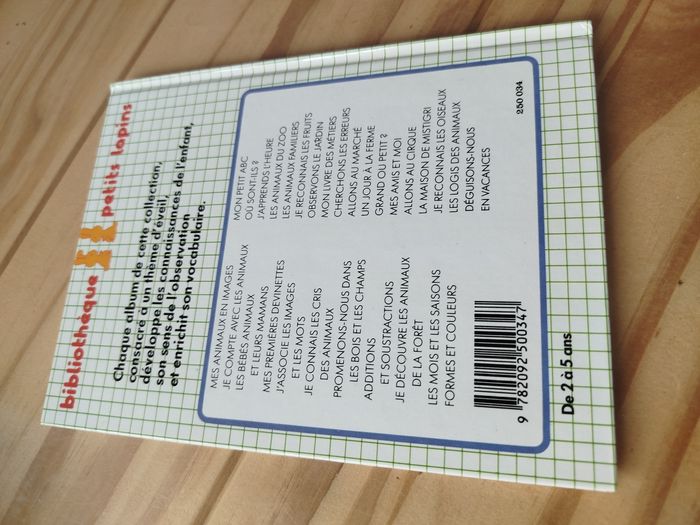 bibliothèque petits lapins
Chaque album de cette collection,
consacré à un thème d'éveil,
développe les connaissances de l'enfant,
son sens de l'observation
et enrichit son vocabulaire.
MES ANIMAUX EN IMAGES
JE COMPTE AVEC LES ANIMAUX
LES BÉBÉS ANIMAUX
ET LEURS MAMANS
MES PREMIÈRES DEVINETTES
J'ASSOCIE LES IMAGES
ET LES MOTS
JE CONNAIS LES CRIS
DES ANIMAUX
PROMENONS-NOUS DANS
LES BOIS ET LES CHAMPS
ADDITIONS
ET SOUSTRACTIONS
JE DÉCOUVRE LES ANIMAUX
DE LA FORÊT
LES MOIS ET LES SAISONS
FORMES ET COULEURS
MON PETIT ABC
OÙ SONT-ILS ?
J'APPRENDS L'HEURE
LES ANIMAUX DU ZOO
LES ANIMAUX FAMILIERS
JE RECONNAIS LES FRUITS
OBSERVONS LE JARDIN
MON LIVRE DES MÉTIERS
CHERCHONS LES ERREURS
ALLONS AU MARCHÉ
UN JOUR À LA FERME
GRAND OU PETIT ?
MES AMIS ET MOI
ALLONS AU CIRQUE
LA MAISON DE MISTIGRI
JE RECONNAIS LES OISEAUX
LES LOGIS DES ANIMAUX
DÉGUISONS-NOUS
EN VACANCES
9 782092 500347
250 034
De 2 à 5 ans